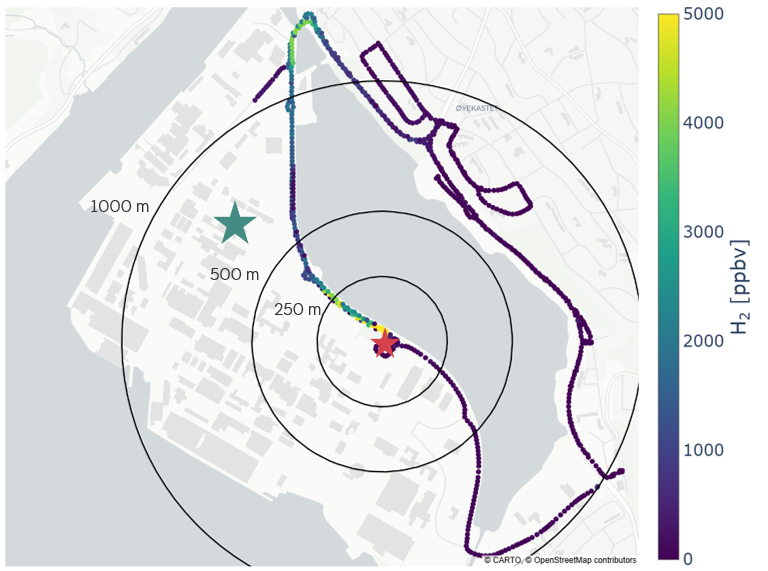 5000
ØYEKASTET
4000
1000 m
3000
500 m
250 m
H₂ [ppbv]
2000
1000
0
© CARTO, © OpenStreetMap contributors